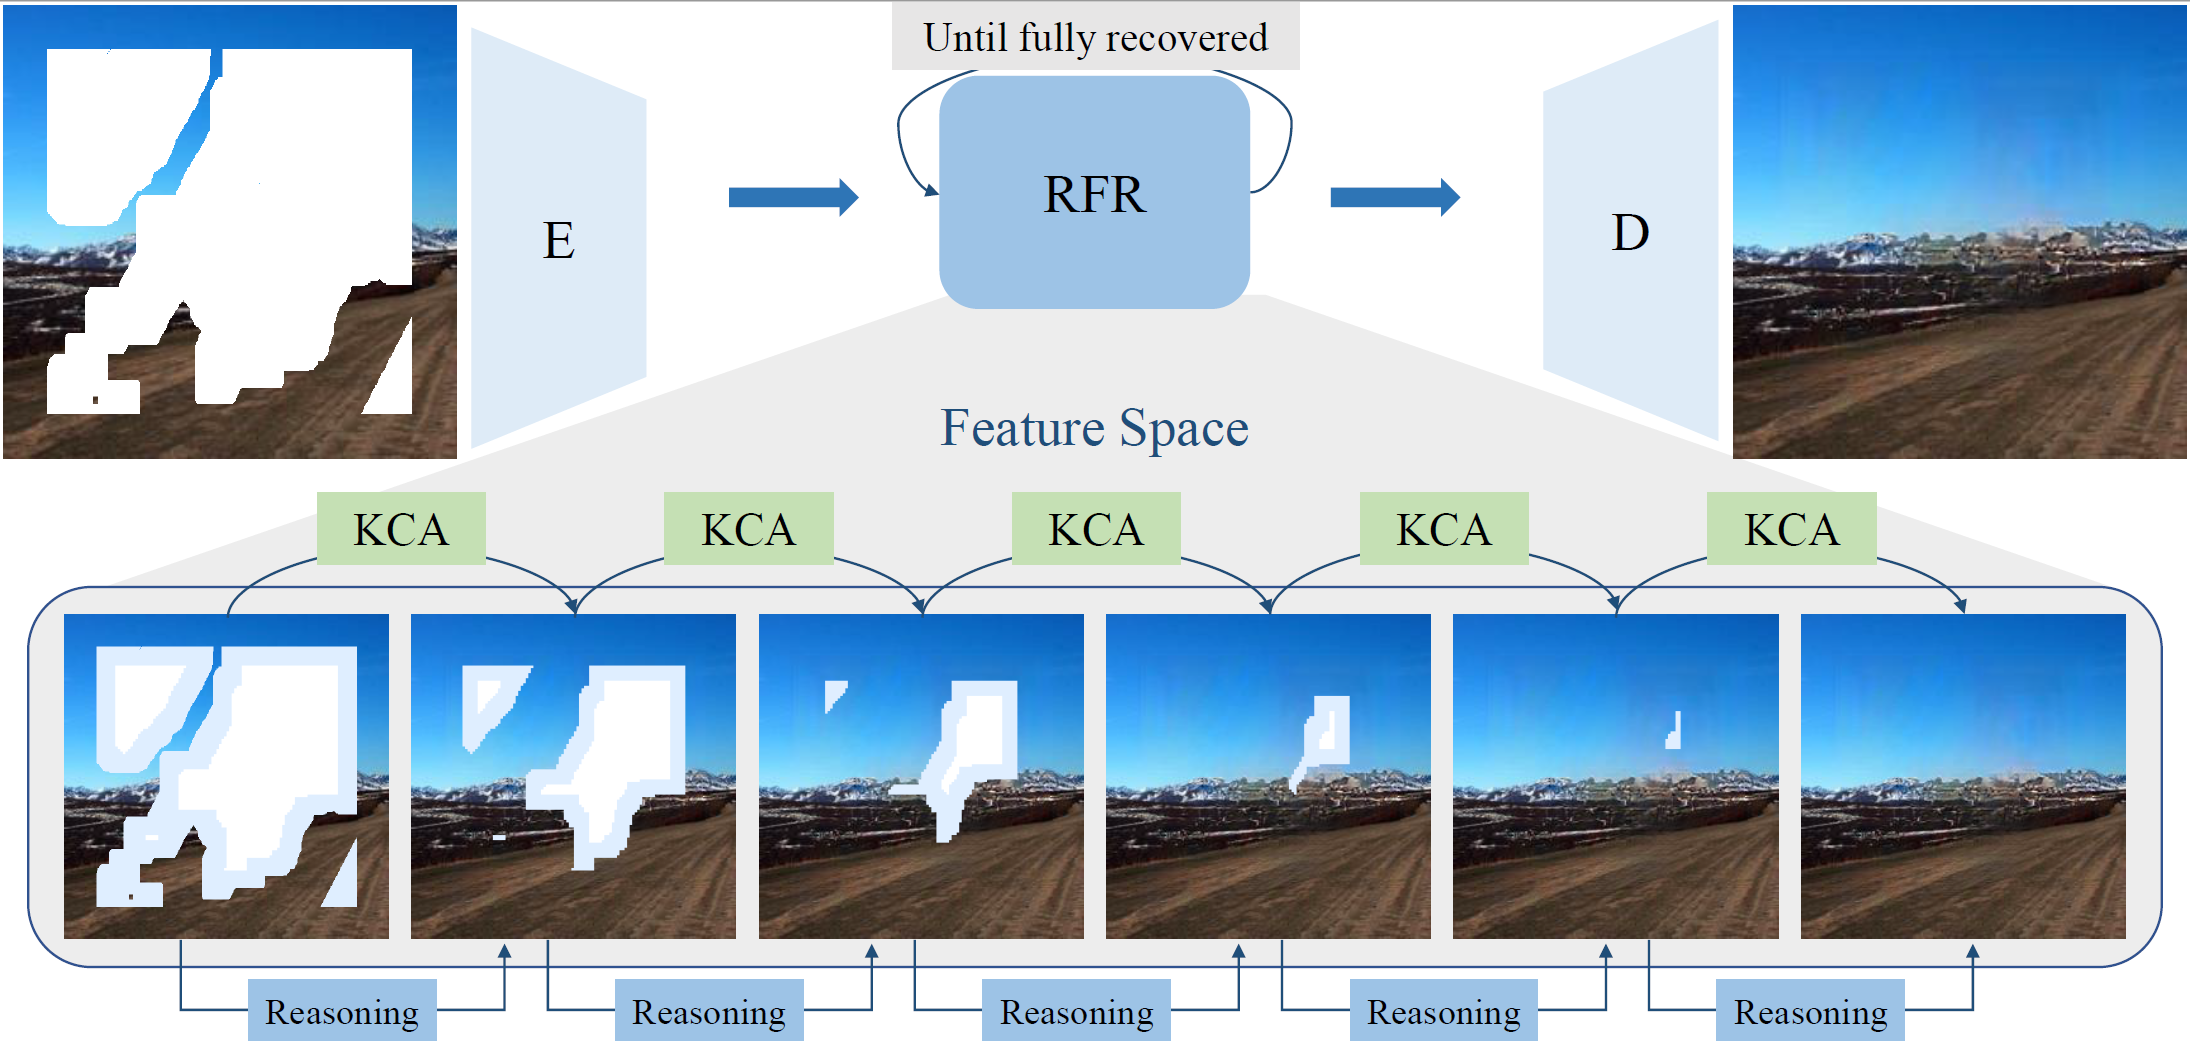 Until fully recovered
E
RFR
D
Feature Space
KCA
KCA
KCA
KCA
KCA
Reasoning
Reasoning
Reasoning
Reasoning
Reasoning